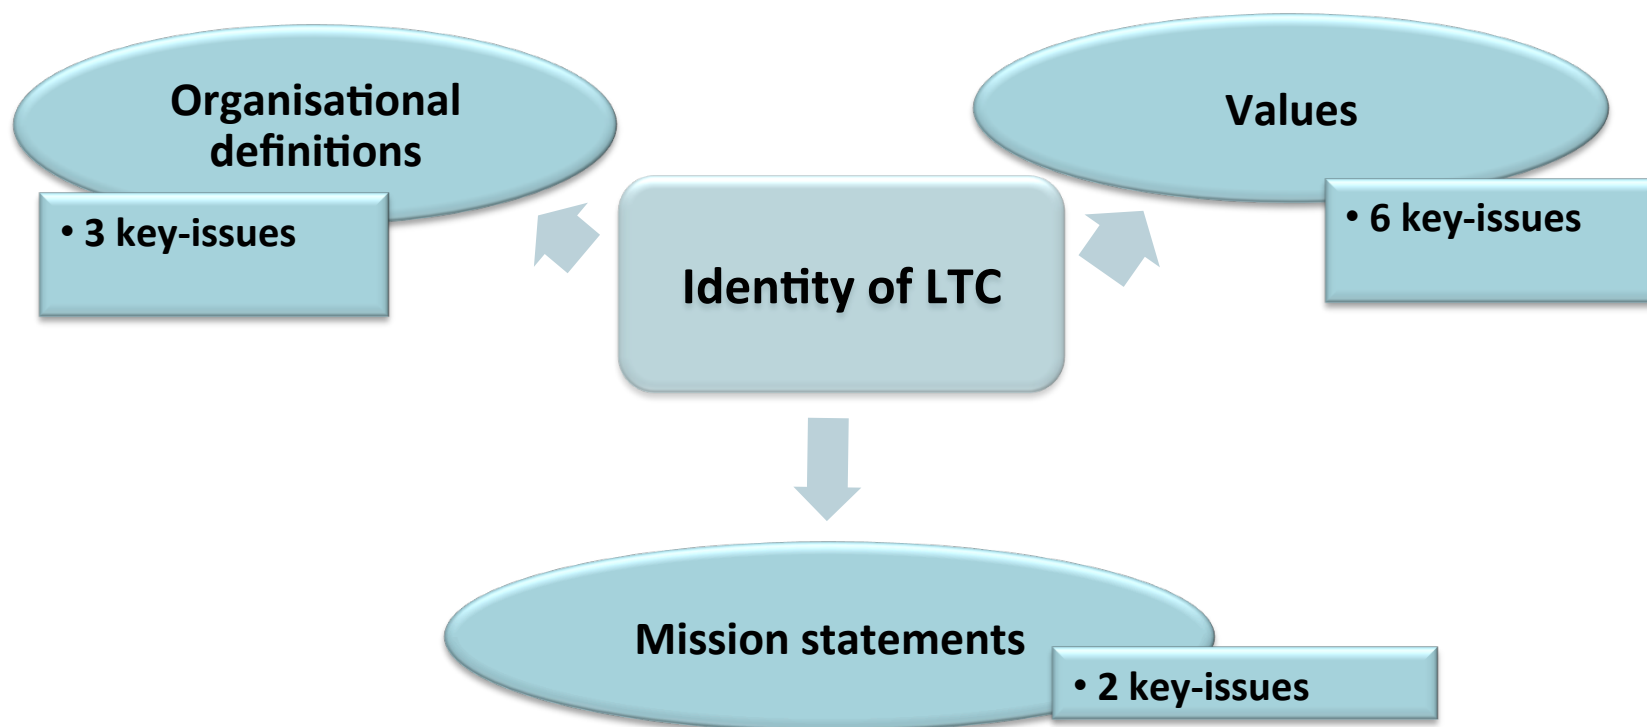 Organisational
definitions
• 3 key-issues
Values
• 6 key-issues
Identity of LTC
Mission statements
• 2 key-issues